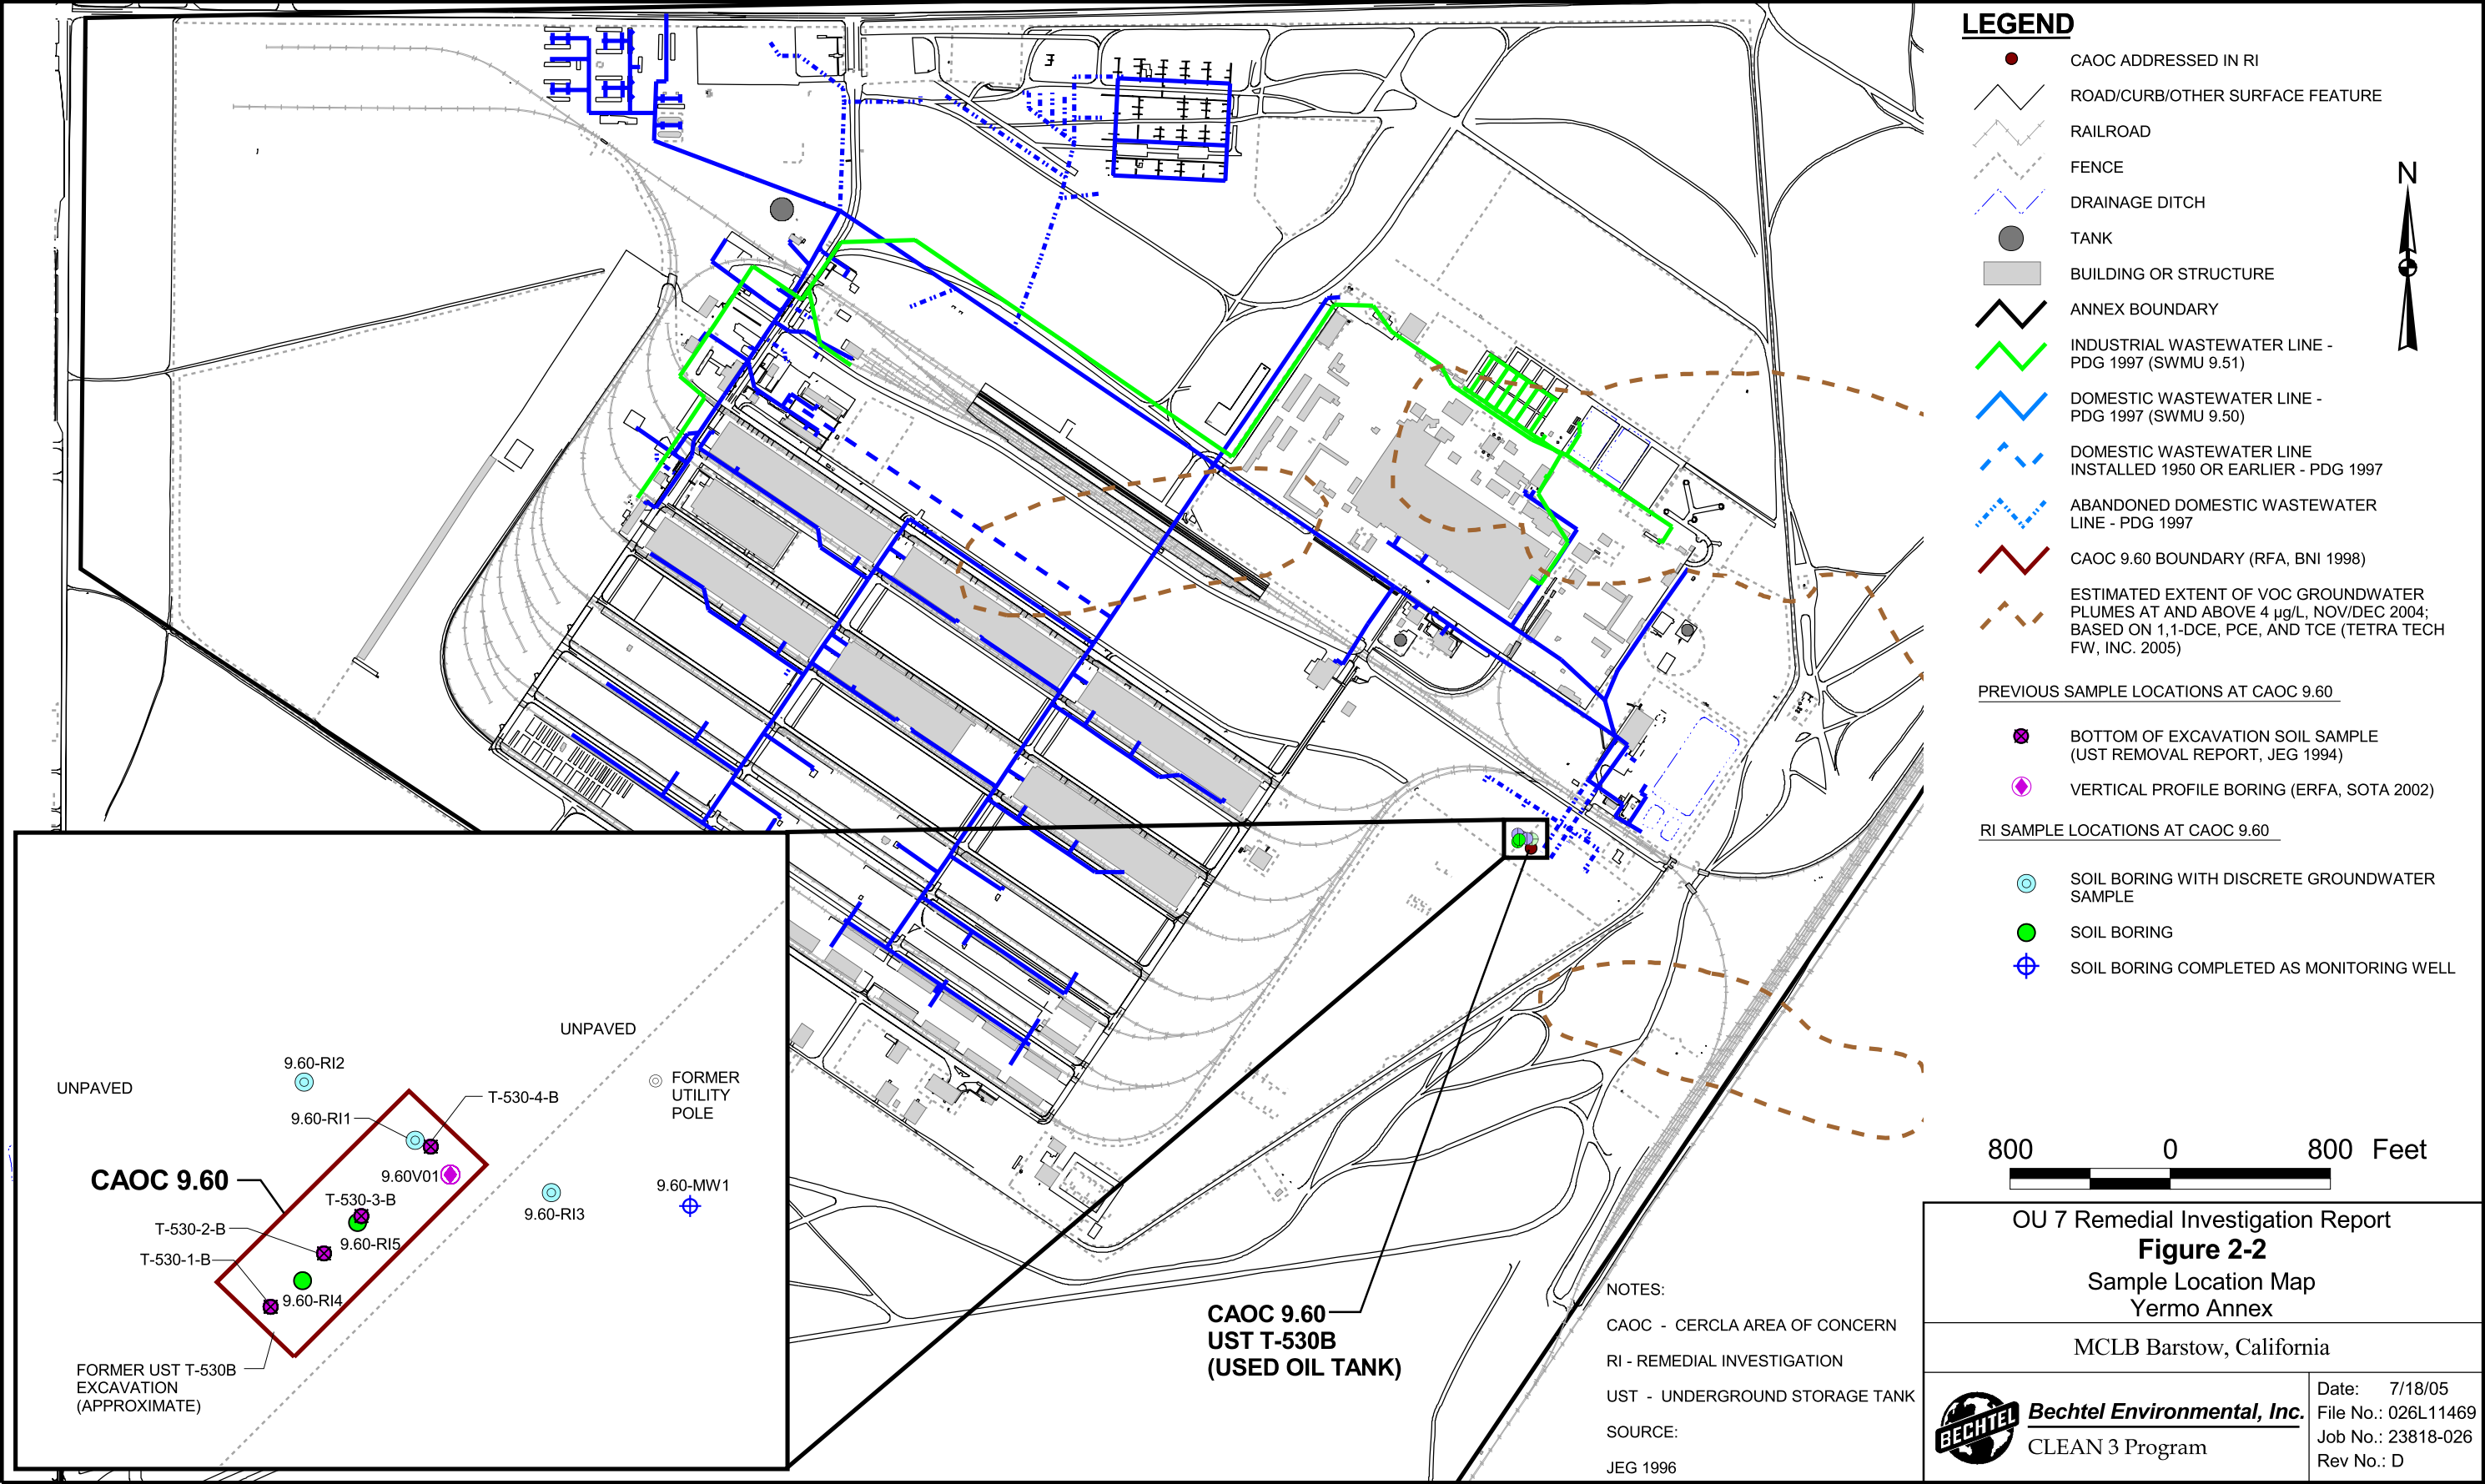 LEGEND
CAOC ADDRESSED IN RI
ROAD/CURB/OTHER SURFACE FEATURE
RAILROAD
FENCE
DRAINAGE DITCH
TANK
BUILDING OR STRUCTURE
ANNEX BOUNDARY
INDUSTRIAL WASTEWATER LINE -
PDG 1997 (SWMU 9.51)
DOMESTIC WASTEWATER LINE -
PDG 1997 (SWMU 9.50)
DOMESTIC WASTEWATER LINE
INSTALLED 1950 OR EARLIER - PDG 1997
ABANDONED DOMESTIC WASTEWATER
LINE - PDG 1997
CAOC 9.60 BOUNDARY (RFA, BNI 1998)
ESTIMATED EXTENT OF VOC GROUNDWATER
PLUMES AT AND ABOVE 4 µg/L, NOV/DEC 2004;
BASED ON 1,1-DCE, PCE, AND TCE (TETRA TECH
FW, INC. 2005)
PREVIOUS SAMPLE LOCATIONS AT CAOC 9.60
BOTTOM OF EXCAVATION SOIL SAMPLE
(UST REMOVAL REPORT, JEG 1994)
VERTICAL PROFILE BORING (ERFA, SOTA 2002)
RI SAMPLE LOCATIONS AT CAOC 9.60
SOIL BORING WITH DISCRETE GROUNDWATER
SAMPLE
SOIL BORING
SOIL BORING COMPLETED AS MONITORING WELL
N
800 0 800 Feet
UNPAVED
UNPAVED
9.60-RI2
9.60-RI1
T-530-4-B
FORMER
UTILITY
POLE
CAOC 9.60
9.60V01
T-530-3-B
9.60-RI3
9.60-MW1
T-530-2-B
9.60-RI5
T-530-1-B
9.60-RI4
FORMER UST T-530B
EXCAVATION
(APPROXIMATE)
CAOC 9.60
UST T-530B
(USED OIL TANK)
NOTES:
CAOC - CERCLA AREA OF CONCERN
RI - REMEDIAL INVESTIGATION
UST - UNDERGROUND STORAGE TANK
SOURCE:
JEG 1996
OU 7 Remedial Investigation Report
Figure 2-2
Sample Location Map
Yermo Annex
MCLB Barstow, California
BECHTEL
Bechtel Environmental, Inc.
CLEAN 3 Program
Date: 7/18/05
File No.: 026L11469
Job No.: 23818-026
Rev No.: D